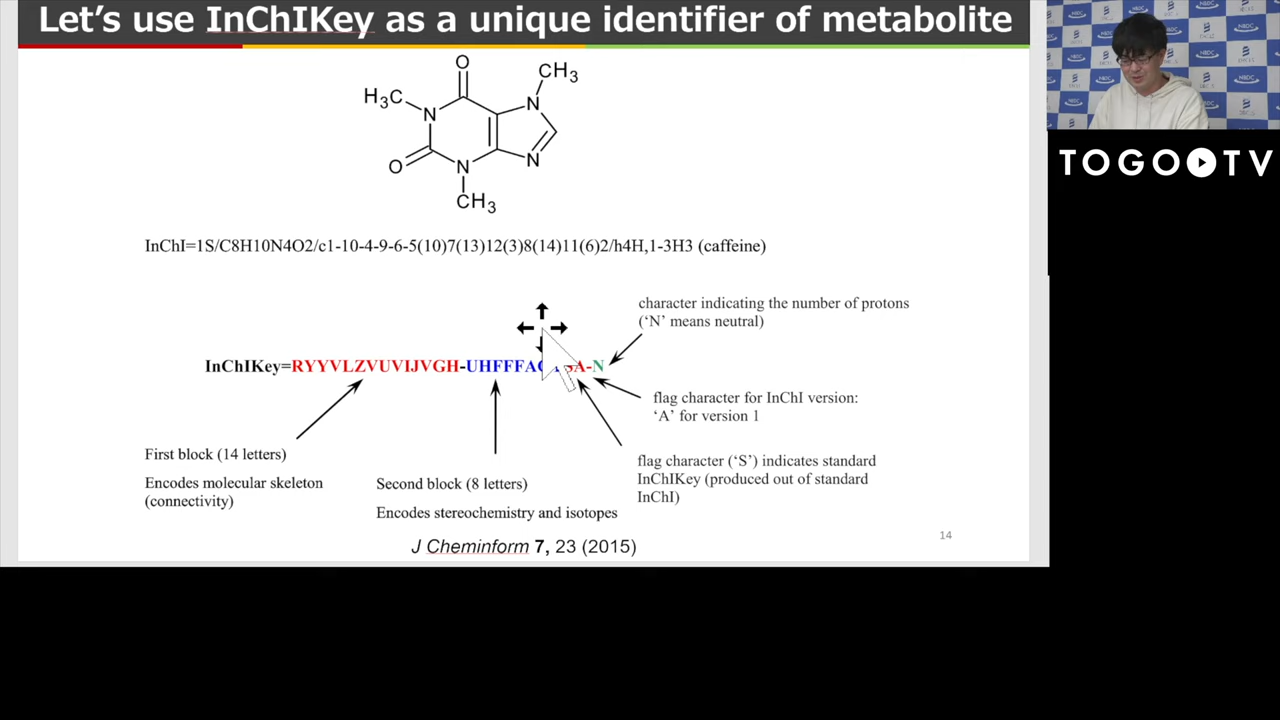 Let's use InChIKey as a unique identifier of metabolite
O
CH3
H3C
N
N
O
N
N
CH3
InChI=1S/C8H10N4O2/c1-10-4-9-6-5(10)7(13)12(3)8(14)11(6)2/h4H,1-3H3 (caffeine)
character indicating the number of protons
('N' means neutral)
InChIKey=RYYVLZVUVIJVGH-UHFFFA SA-N
flag character for InChI version:
'A' for version 1
First block (14 letters)
Encodes molecular skeleton
(connectivity)
Second block (8 letters)
Encodes stereochemistry and isotopes
flag character ('S') indicates standard
InChIKey (produced out of standard
InChI)
J Cheminform 7, 23 (2015)
14
TOGO TV
NBDC